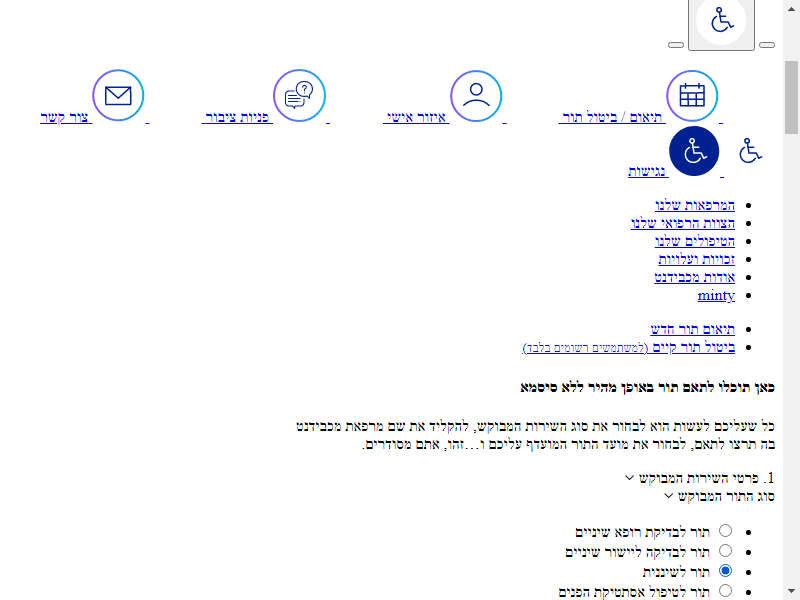 תיאום / ביטול תור איזור אישי פניות ציבור צור קשר
נגישות
המרפאות שלנו
הצוות הרפואי שלנו
הטיפולים שלנו
זכויות ועלויות
אודות מכבידנט
minty
תיאום תור חדש
ביטול תור קיים (למשתמשים רשומים בלבד)
כאן תוכלו לתאם תור באופן מהיר ללא סיסמא
כל שעליכם לעשות הוא לבחור את סוג השירות המבוקש, להקליד את שם מרפאת מכבידנט
בה תרצו לתאם, לבחור את מועד התור המועדף עליכם ו...זהו, אתם מסודרים.
1. פרטי השירות המבוקש
סוג התור המבוקש
תור לבדיקת רופא שיניים
תור לבדיקה ליישור שיניים
תור לשיננית
תור לטיפול אסתטיקת הפנים